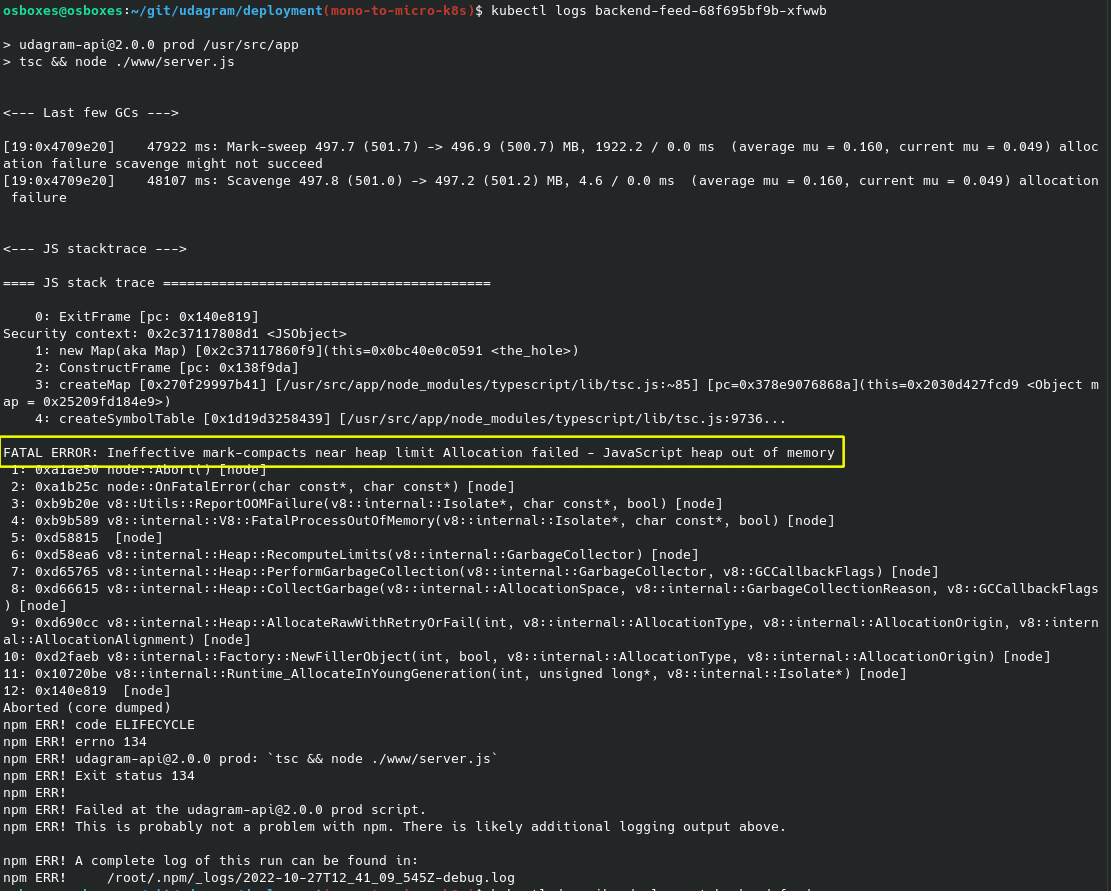 osboxes@osboxes:~/git/udagram/deployment(mono-to-micro-k8s)$ kubectl logs backend-feed-68f695bf9b-xfwwb
> udagram-api@2.0.0 prod /usr/src/app
> tsc && node ./www/server.js
<--- Last few GCs --->
[19:0x4709e20]    47922 ms: Mark-sweep 497.7 (501.7) -> 496.9 (500.7) MB, 1922.2 / 0.0 ms  (average mu = 0.160, current mu = 0.049) alloc
ation failure scavenge might not succeed
[19:0x4709e20]    48107 ms: Scavenge 497.8 (501.0) -> 497.2 (501.2) MB, 4.6 / 0.0 ms  (average mu = 0.160, current mu = 0.049) allocation
 failure
<--- JS stacktrace --->
==== JS stack trace =========================================
    0: ExitFrame [pc: 0x140e819]
Security context: 0x2c37117808d1 <JSObject>
    1: new Map(aka Map) [0x2c37117860f9](this=0x0bc40e0c0591 <the_hole>)
    2: ConstructFrame [pc: 0x138f9da]
    3: createMap [0x270f29997b41] [/usr/src/app/node_modules/typescript/lib/tsc.js:~85] [pc=0x378e9076868a](this=0x2030d427fcd9 <Object m
ap = 0x25209fd184e9>)
    4: createSymbolTable [0x1d19d3258439] [/usr/src/app/node_modules/typescript/lib/tsc.js:9736...
FATAL ERROR: Ineffective mark-compacts near heap limit Allocation failed - JavaScript heap out of memory
 1: 0xa1ae50 node::Abort() [node]
 2: 0xa1b25c node::OnFatalError(char const*, char const*) [node]
 3: 0xb9b20e v8::Utils::ReportOOMFailure(v8::internal::Isolate*, char const*, bool) [node]
 4: 0xb9b589 v8::internal::V8::FatalProcessOutOfMemory(v8::internal::Isolate*, char const*, bool) [node]
 5: 0xd58815  [node]
 6: 0xd58ea6 v8::internal::Heap::RecomputeLimits(v8::internal::GarbageCollector) [node]
 7: 0xd65765 v8::internal::Heap::PerformGarbageCollection(v8::internal::GarbageCollector, v8::GCCallbackFlags) [node]
 8: 0xd66615 v8::internal::Heap::CollectGarbage(v8::internal::AllocationSpace, v8::internal::GarbageCollectionReason, v8::GCCallbackFlags
) [node]
 9: 0xd690cc v8::internal::Heap::AllocateRawWithRetryOrFail(int, v8::internal::AllocationType, v8::internal::AllocationOrigin, v8::intern
al::AllocationAlignment) [node]
10: 0xd2faeb v8::internal::Factory::NewFillerObject(int, bool, v8::internal::AllocationType, v8::internal::AllocationOrigin) [node]
11: 0x10720be v8::internal::Runtime_AllocateInYoungGeneration(int, unsigned long*, v8::internal::Isolate*) [node]
12: 0x140e819  [node]
Aborted (core dumped)
npm ERR! code ELIFECYCLE
npm ERR! errno 134
npm ERR! udagram-api@2.0.0 prod: `tsc && node ./www/server.js`
npm ERR! Exit status 134
npm ERR!
npm ERR! Failed at the udagram-api@2.0.0 prod script.
npm ERR! This is probably not a problem with npm. There is likely additional logging output above.
npm ERR! A complete log of this run can be found in:
npm ERR!     /root/.npm/_logs/2022-10-27T12_41_09_545Z-debug.log